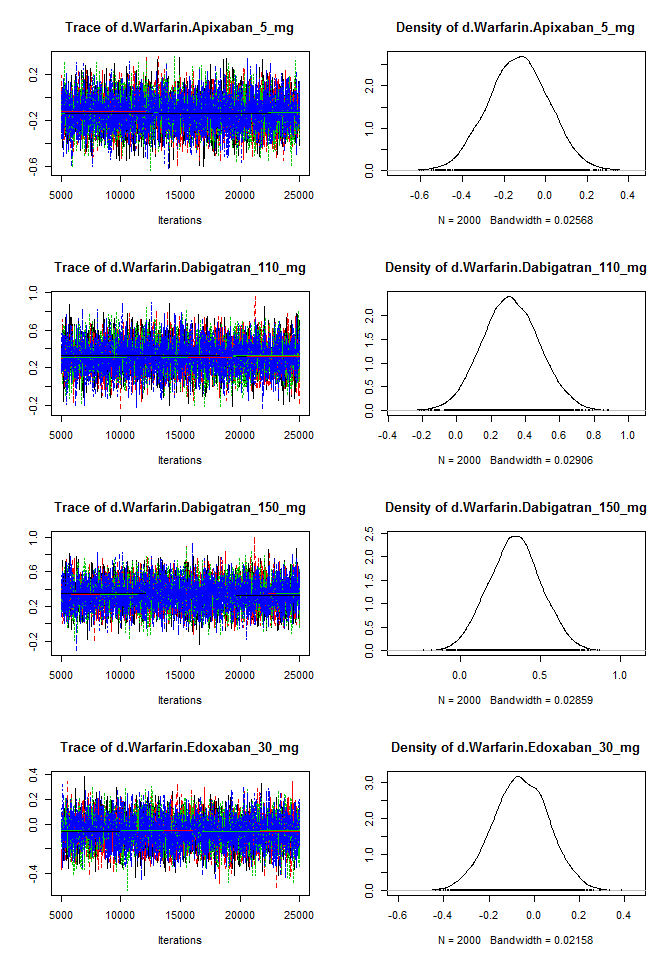 Trace of d.Warfarin.Apixaban_5_mg
0.2
-0.2
-0.6
5000 10000 15000 20000 25000
Iterations
Density of d.Warfarin.Apixaban_5_mg
2.0
1.0
0.0
-0.6 -0.4 -0.2 0.0 0.2 0.4
N = 2000 Bandwidth = 0.02568
Trace of d.Warfarin.Dabigatran_110_mg
1.0
0.6
0.2
-0.2
5000 10000 15000 20000 25000
Iterations
Density of d.Warfarin.Dabigatran_110_mg
2.0
1.5
1.0
0.5
0.0
-0.4 -0.2 0.0 0.2 0.4 0.6 0.8 1.0
N = 2000 Bandwidth = 0.02906
Trace of d.Warfarin.Dabigatran_150_mg
1.0
0.6
0.2
-0.2
5000 10000 15000 20000 25000
Iterations
Density of d.Warfarin.Dabigatran_150_mg
2.5
2.0
1.5
1.0
0.5
0.0
0.0 0.5 1.0
N = 2000 Bandwidth = 0.02859
Trace of d.Warfarin.Edoxaban_30_mg
0.4
0.2
0.0
-0.4
5000 10000 15000 20000 25000
Iterations
Density of d.Warfarin.Edoxaban_30_mg
3.0
2.0
1.0
0.0
-0.6 -0.4 -0.2 0.0 0.2 0.4
N = 2000 Bandwidth = 0.02158